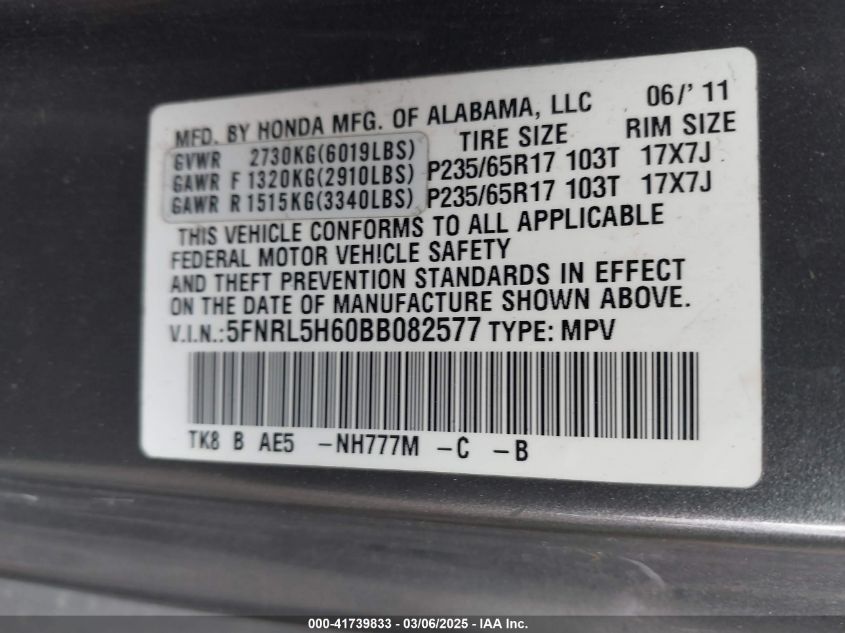 MFD. BY HONDA MFG. OF ALABAMA, LLC 06/'11
TIRE SIZE RIM SIZE
GVWR 2730KG(6019LBS)
GAWR F 1320KG(2910LBS) P235/65R17 103T 17X7J
GAWR R 1515KG(3340LBS) P235/65R17 103T 17X7J
THIS VEHICLE CONFORMS TO ALL APPLICABLE
FEDERAL MOTOR VEHICLE SAFETY
AND THEFT PREVENTION STANDARDS IN EFFECT
ON THE DATE OF MANUFACTURE SHOWN ABOVE.
V.I.N.:5FNRL5H60BB082577 TYPE: MPV
TK8 B AE5 -NH777M -C -B
000-41739833 - 03/06/2025 - IAA Inc.